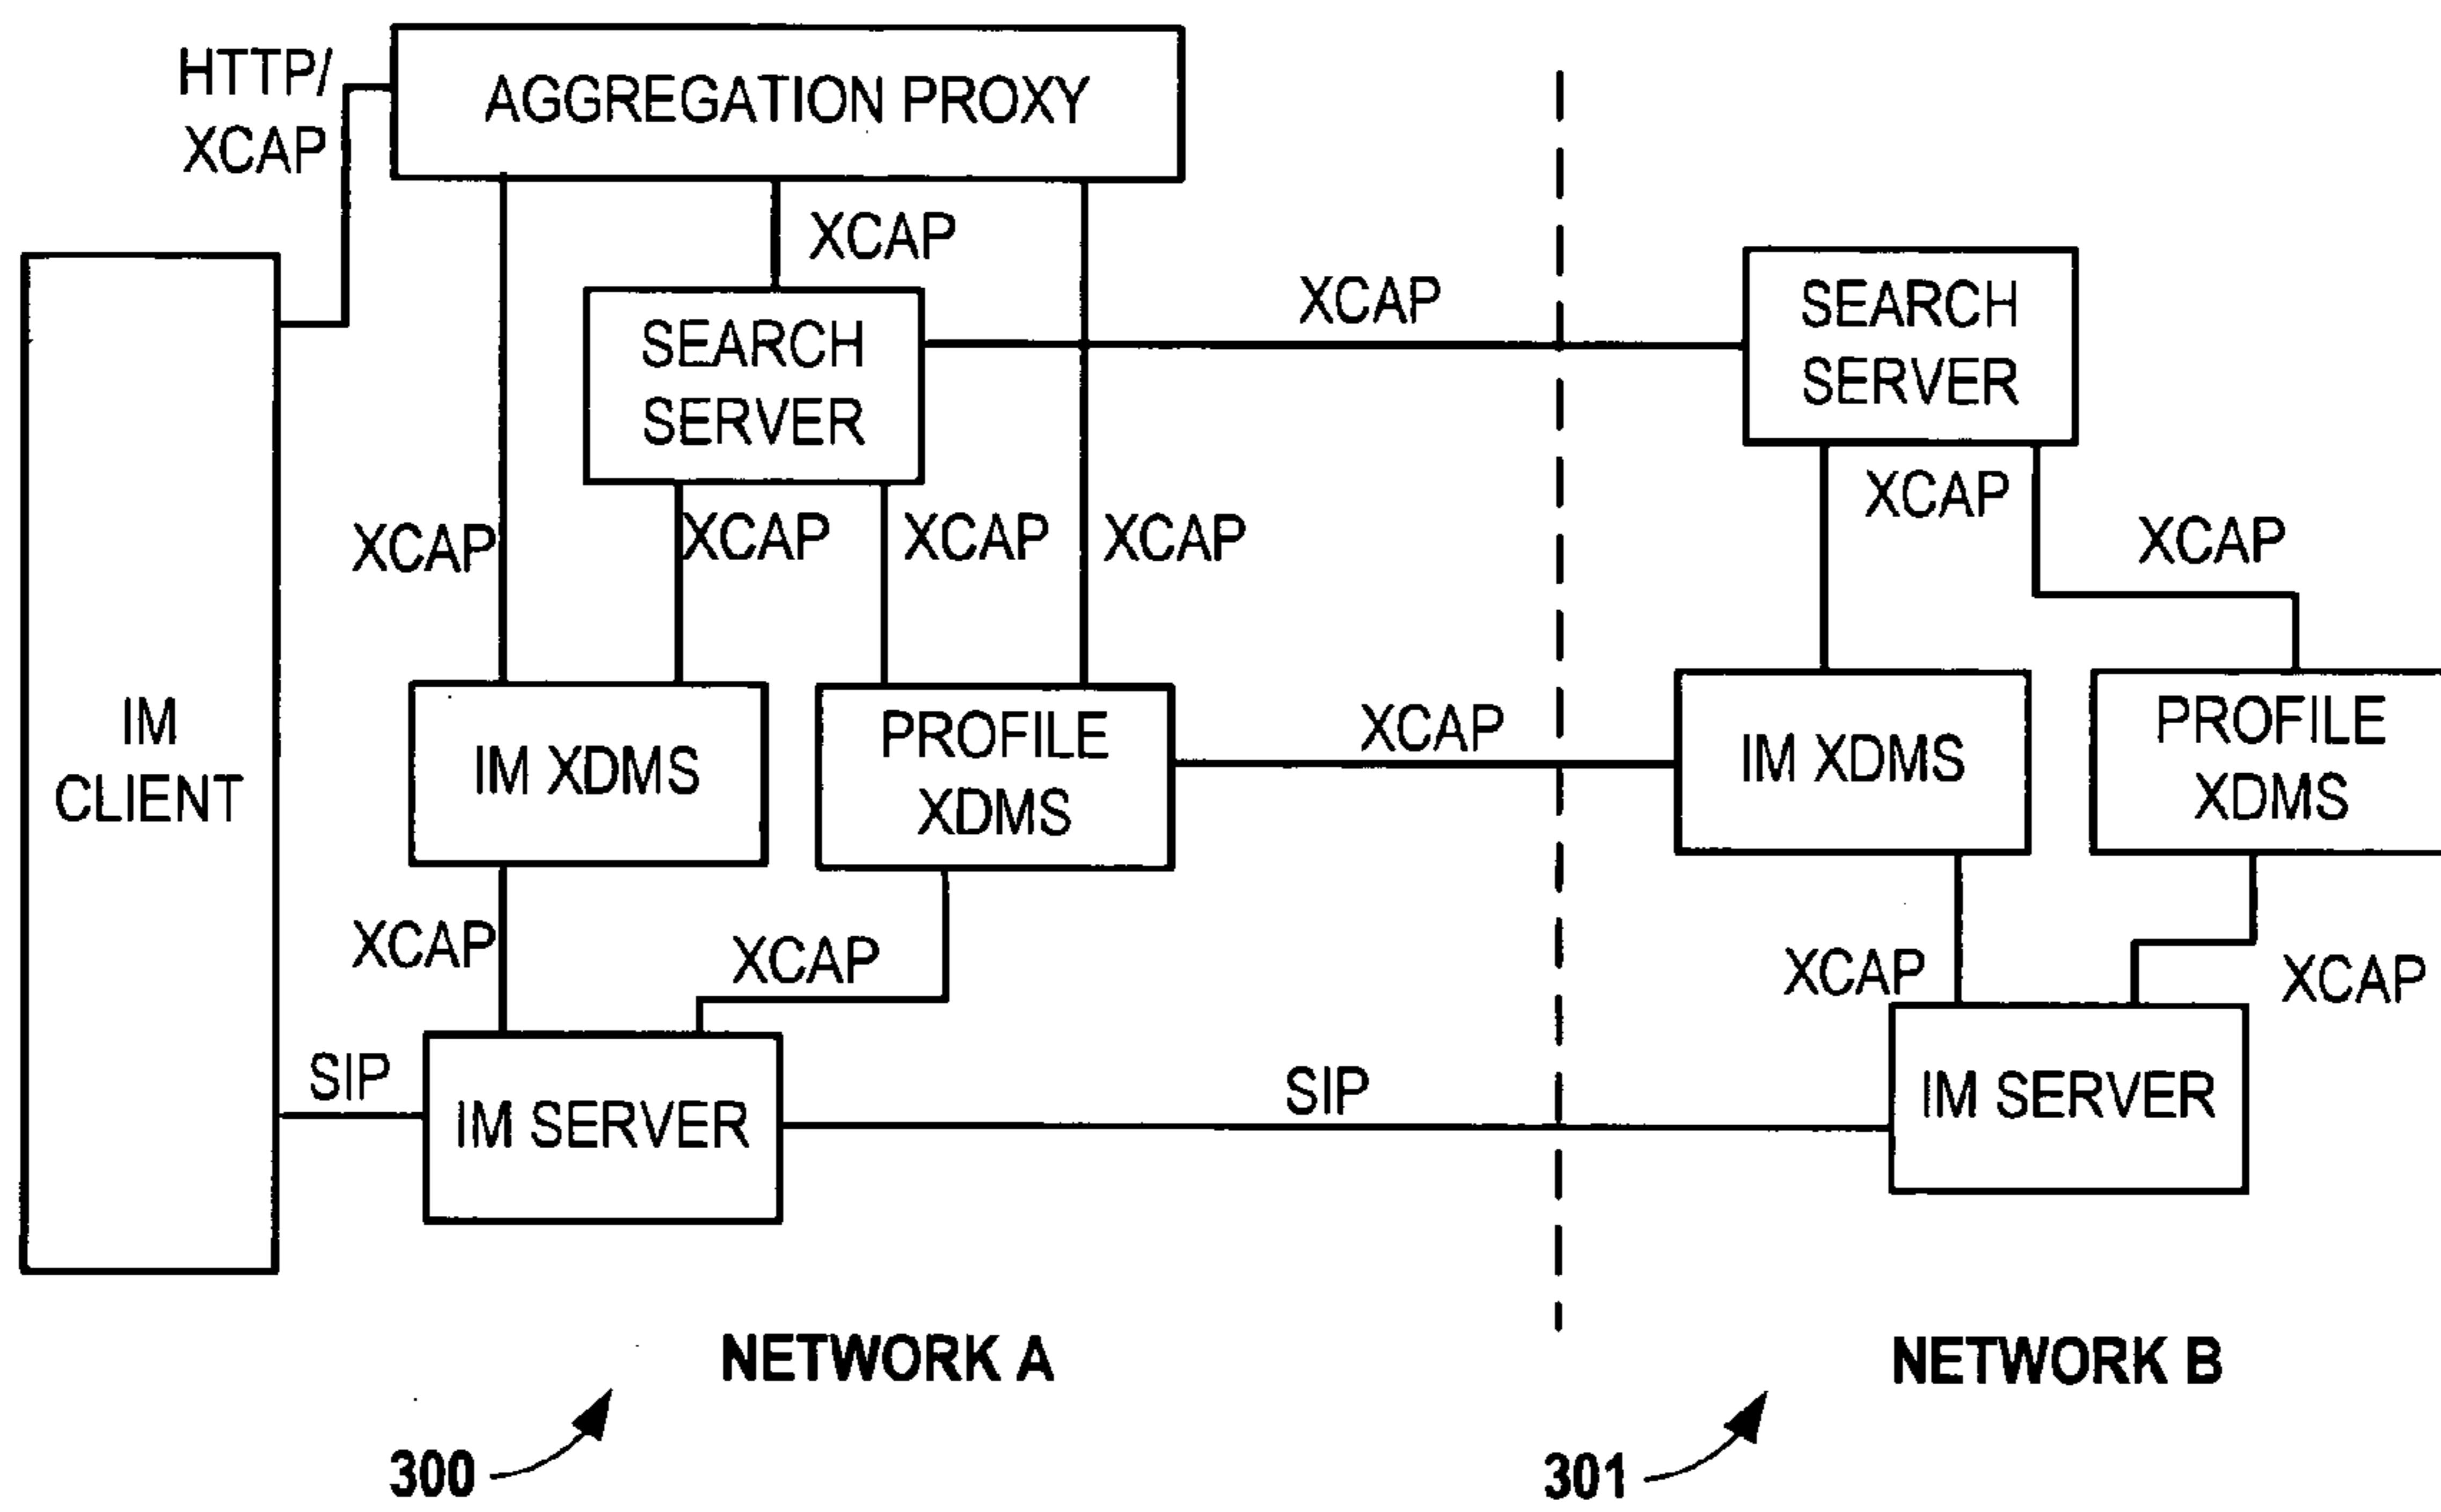 HTTP/
XCAP
AGGREGATION PROXY
XCAP
XCAP
SEARCH
SERVER
SEARCH
SERVER
XCAP
XCAP
XCAP
XCAP
XCAP
XCAP
IM
CLIENT
IM XDMS
PROFILE
XDMS
XCAP
IM XDMS
PROFILE
XDMS
XCAP
XCAP
XCAP
XCAP
SIP
IM SERVER
SIP
IM SERVER
NETWORK A
NETWORK B
300
301